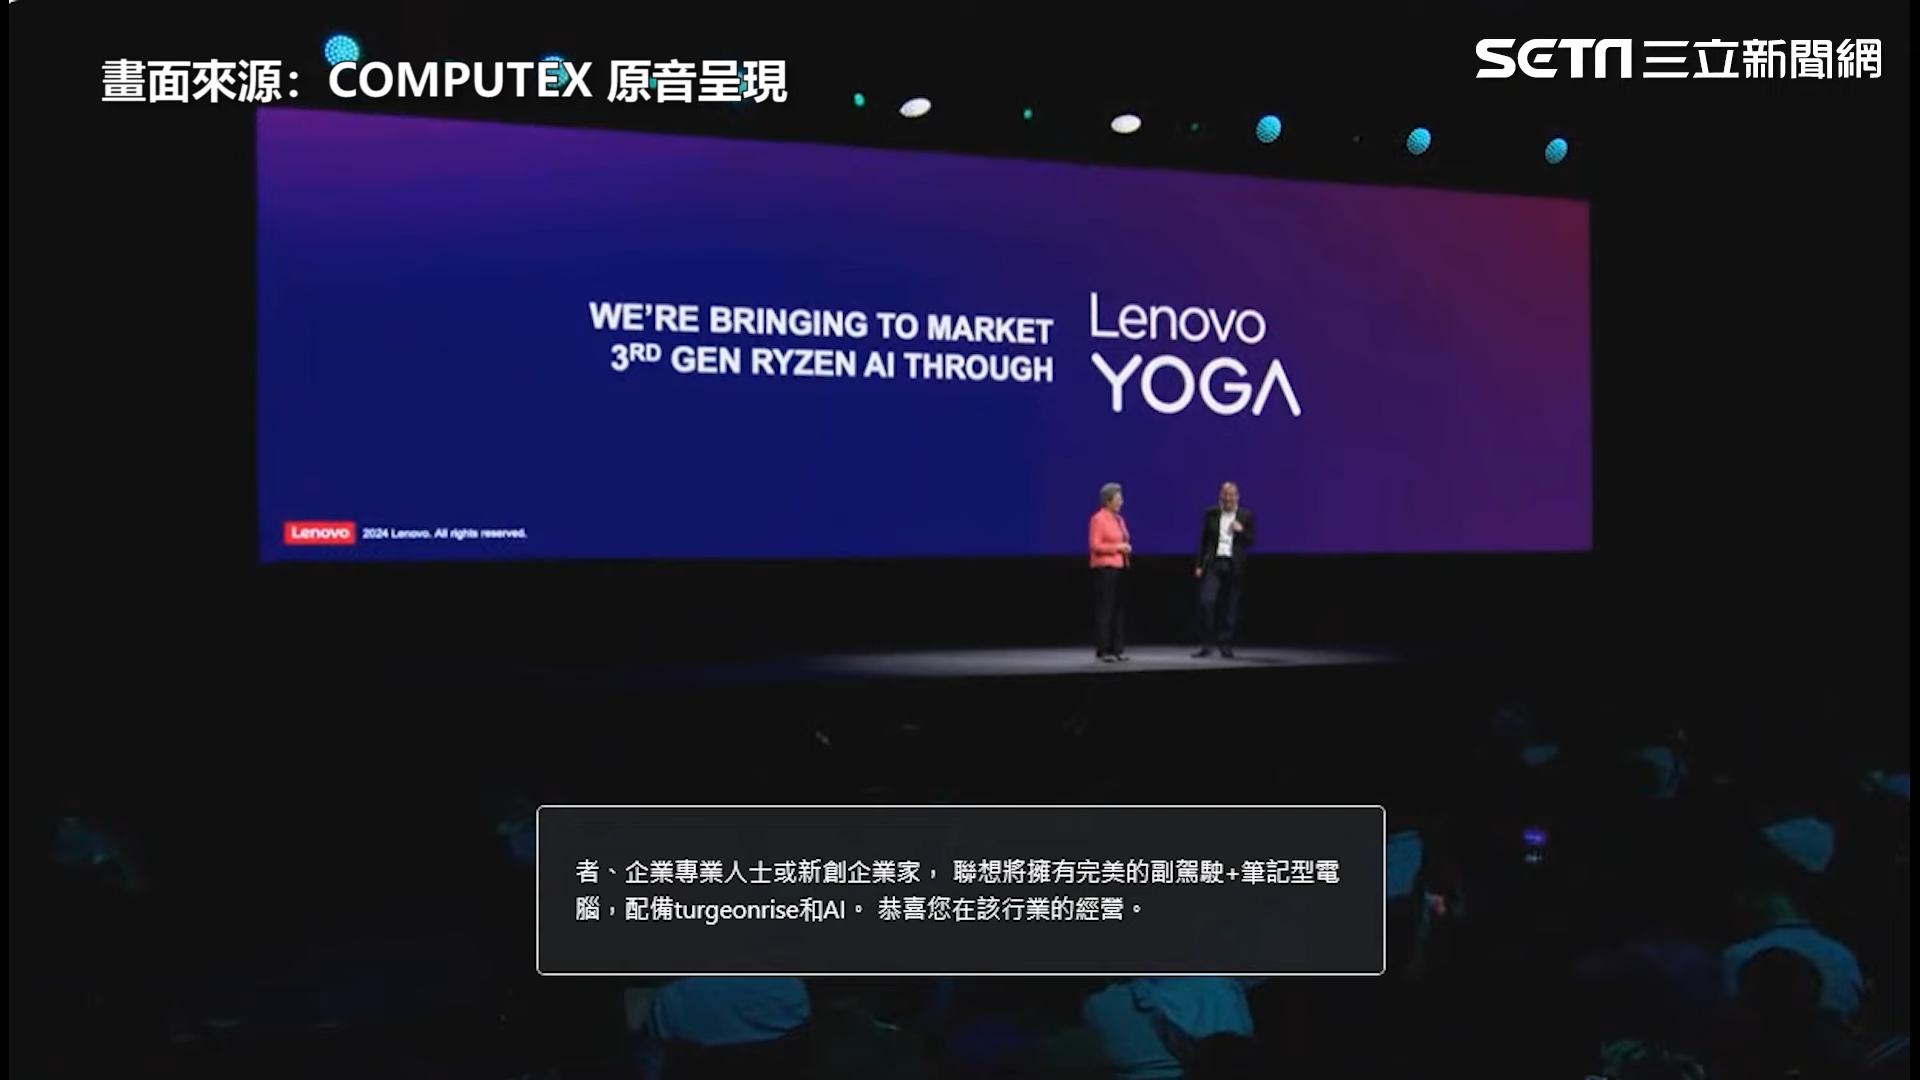 畫面來源：COMPUTEX 原音呈現
SETN三立新聞網
WE'RE BRINGING TO MARKET
3RD GEN RYZEN AI THROUGH
Lenovo
YOGA
Lenovo 2024 Lenovo. All rights reserved.
者、企業專業人士或新創企業家， 聯想將擁有完美的副駕駛+筆記型電
腦，配備turgeonrise和AI。 恭喜您在該行業的經營。